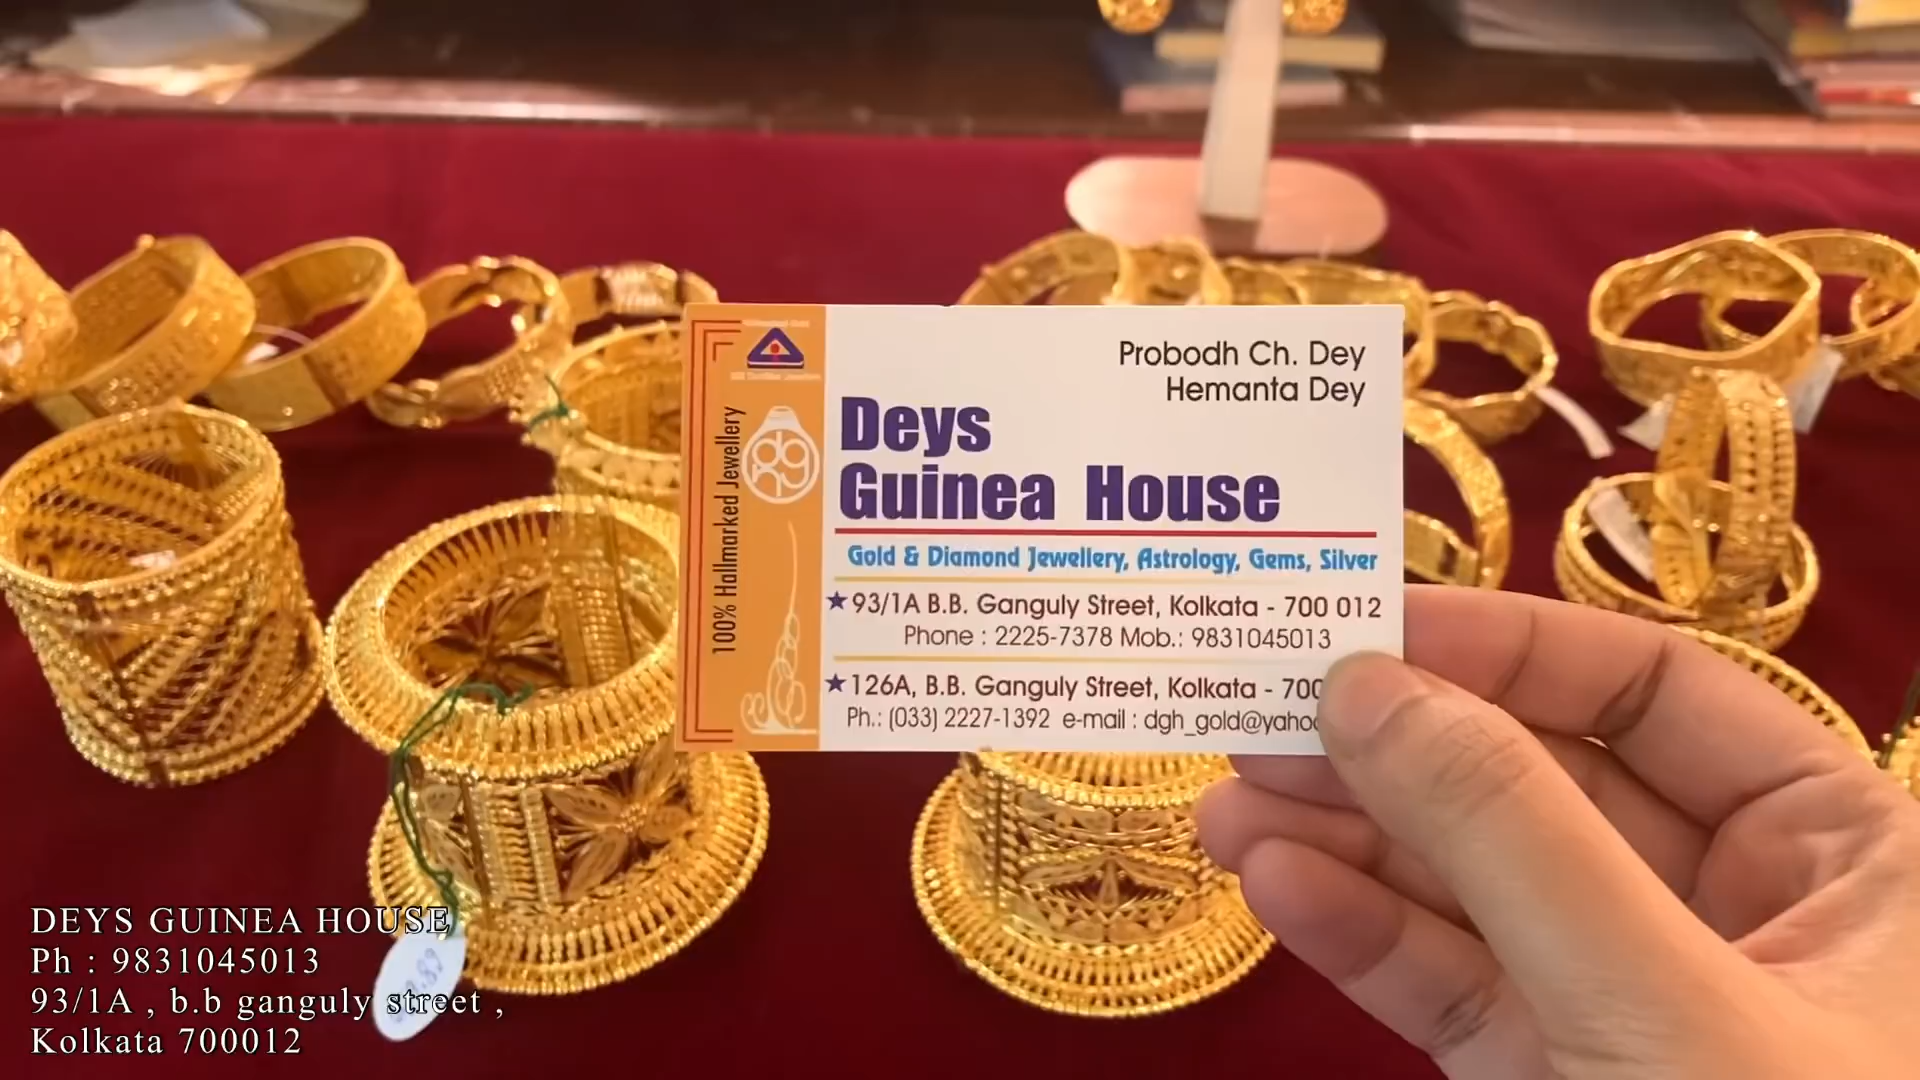 Probodh Ch. Dey
Hemanta Dey
Deys
Guinea House
Gold & Diamond Jewellery, Astrology, Gems, Silver
★93/1A B.B. Ganguly Street, Kolkata - 700 012
Phone : 2225-7378 Mob.: 9831045013
★126A, B.B. Ganguly Street, Kolkata - 700
Ph.: (033) 2227-1392 e-mail : dgh_gold@yahoo
100% Hallmarked Jewellery
DEYS GUINEA HOUSE
Ph : 9831045013
93/1A , b.b ganguly street ,
Kolkata 700012